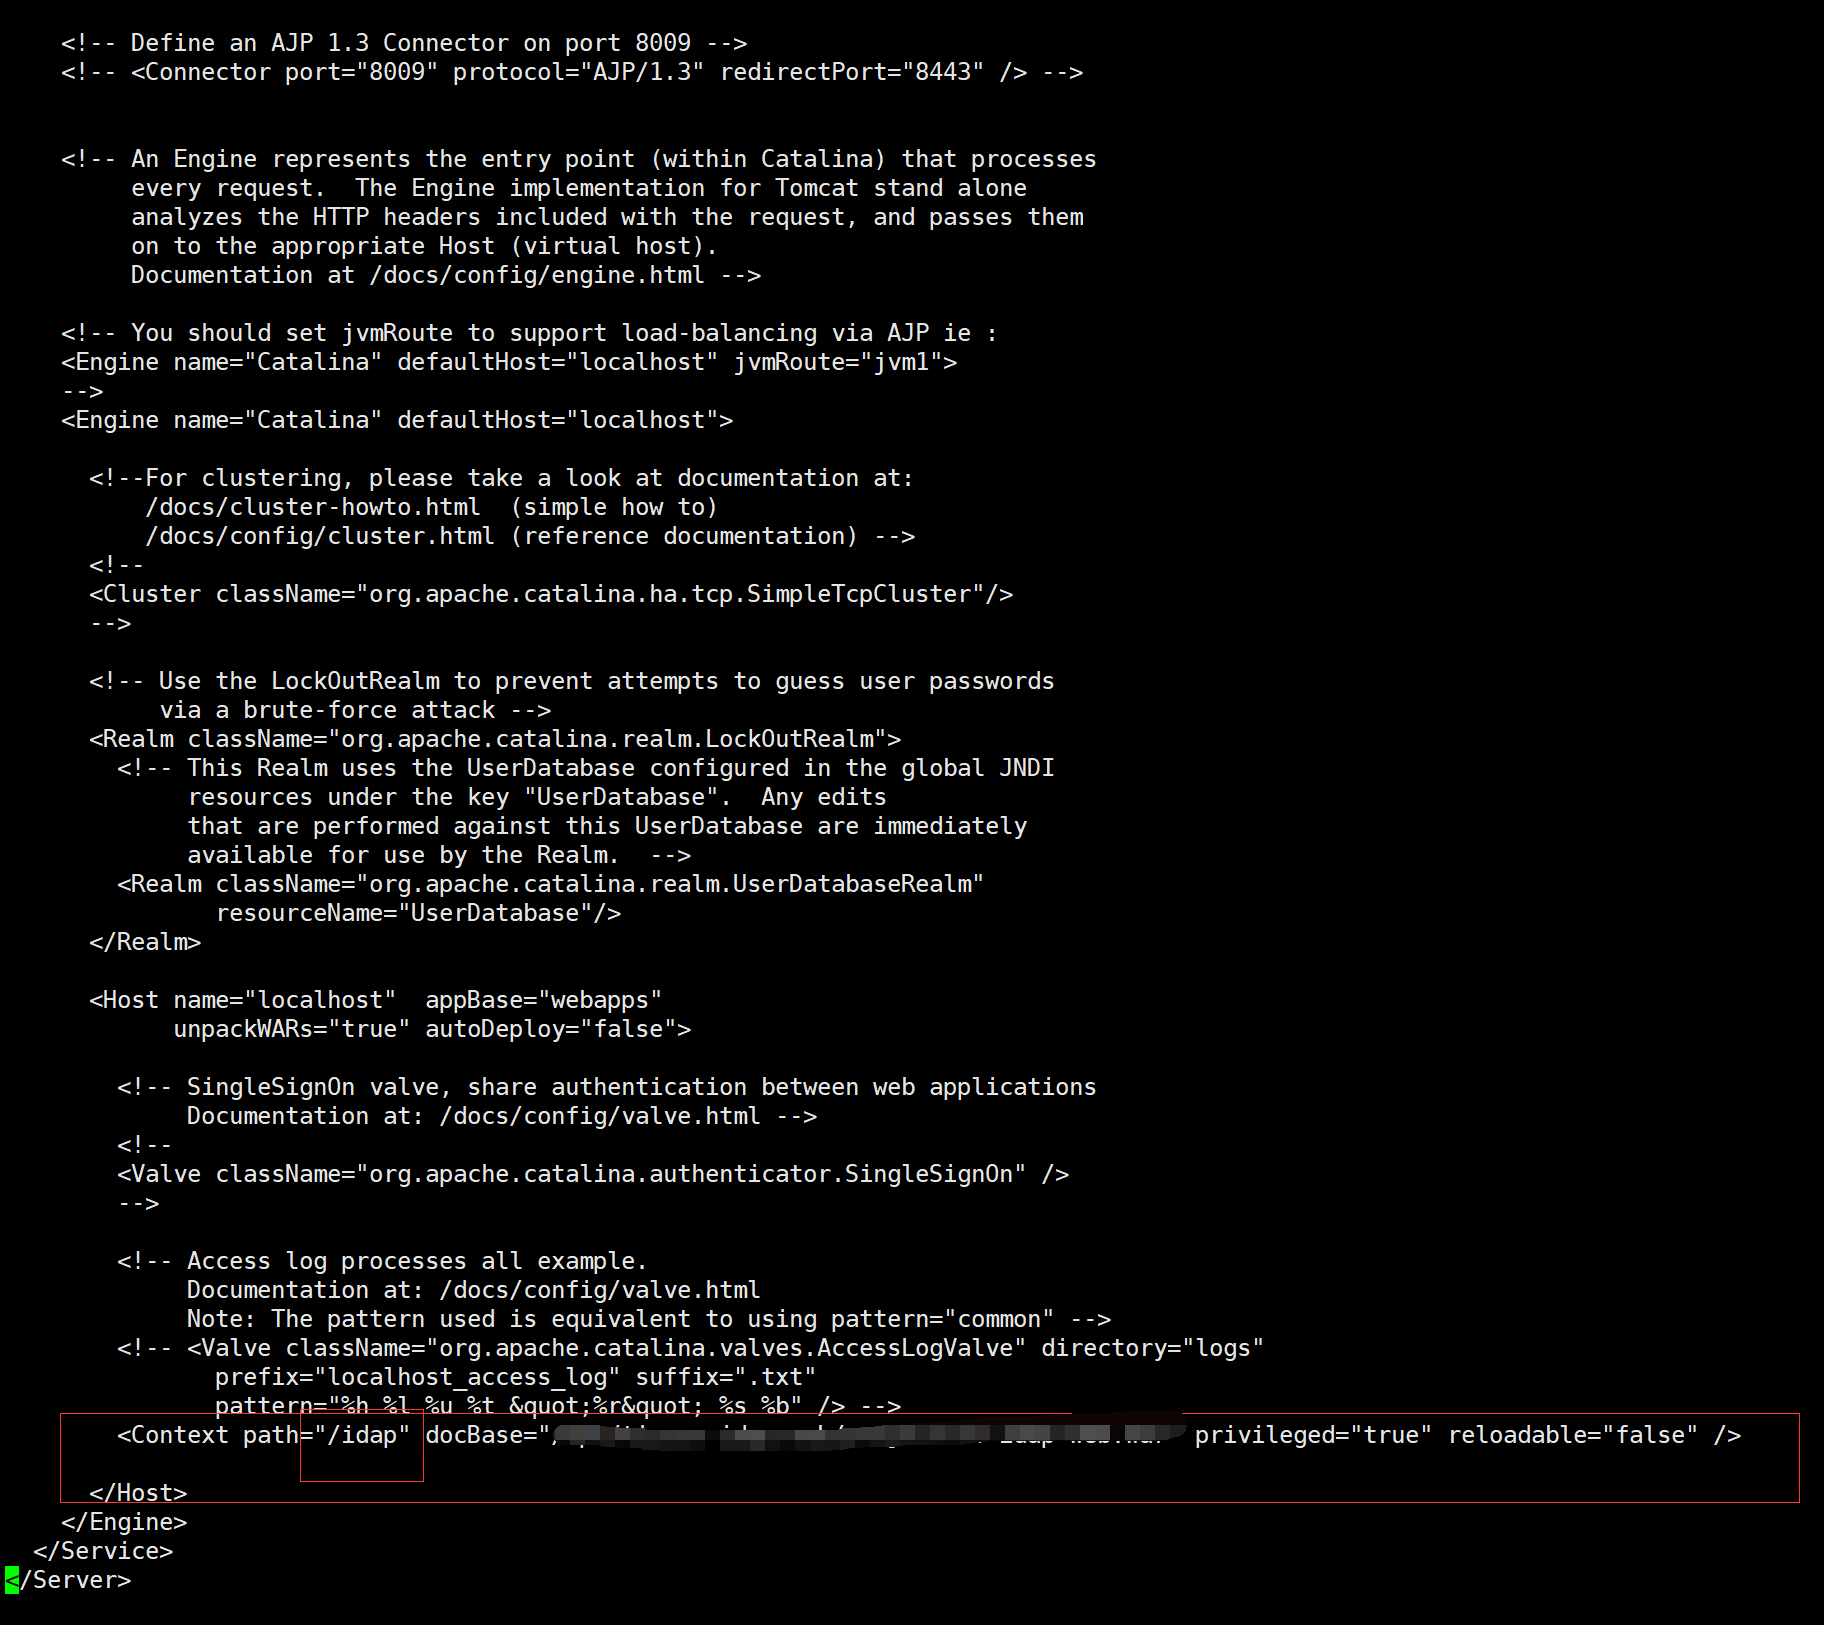 <!-- Define an AJP 1.3 Connector on port 8009 -->
<!-- <Connector port="8009" protocol="AJP/1.3" redirectPort="8443" /> -->
<!-- An Engine represents the entry point (within Catalina) that processes
every request.  The Engine implementation for Tomcat stand alone
analyzes the HTTP headers included with the request, and passes them
on to the appropriate Host (virtual host).
Documentation at /docs/config/engine.html -->
<!-- You should set jvmRoute to support load-balancing via AJP ie :
<Engine name="Catalina" defaultHost="localhost" jvmRoute="jvm1">
-->
<Engine name="Catalina" defaultHost="localhost">
<!--For clustering, please take a look at documentation at:
/docs/cluster-howto.html  (simple how to)
/docs/config/cluster.html (reference documentation) -->
<!--
<Cluster className="org.apache.catalina.ha.tcp.SimpleTcpCluster"/>
-->
<!-- Use the LockOutRealm to prevent attempts to guess user passwords
via a brute-force attack -->
<Realm className="org.apache.catalina.realm.LockOutRealm">
<!-- This Realm uses the UserDatabase configured in the global JNDI
resources under the key "UserDatabase".  Any edits
that are performed against this UserDatabase are immediately
available for use by the Realm.  -->
<Realm className="org.apache.catalina.realm.UserDatabaseRealm"
resourceName="UserDatabase"/>
</Realm>
<Host name="localhost"  appBase="webapps"
unpackWARs="true" autoDeploy="false">
<!-- SingleSignOn valve, share authentication between web applications
Documentation at: /docs/config/valve.html -->
<!--
<Valve className="org.apache.catalina.authenticator.SingleSignOn" />
-->
<!-- Access log processes all example.
Documentation at: /docs/config/valve.html
Note: The pattern used is equivalent to using pattern="common" -->
<!-- <Valve className="org.apache.catalina.valves.AccessLogValve" directory="logs"
prefix="localhost_access_log" suffix=".txt"
pattern="%h %l %u %t &quot;%r&quot; %s %b" /> -->
<Context path="/idap" docBase="/ privileged="true" reloadable="false" />
</Host>
</Engine>
</Service>
</Server>